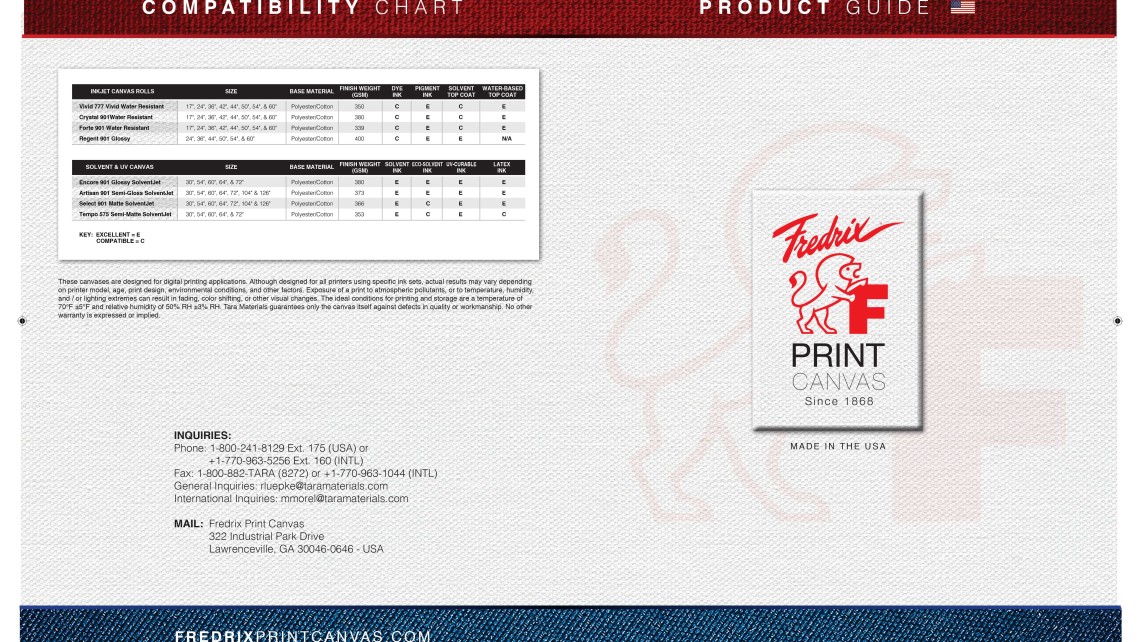 COMPATIBILITY CHART
INKJET CANVAS ROLLS SIZE BASE MATERIAL FINISH WEIGHT (GSM) DYE INK PIGMENT INK SOLVENT TOP COAT WATER-BASED TOP COAT
Vivid 777 Vivid Water Resistant 17", 24", 36", 42", 44", 50", 54", & 60" Polyester/Cotton 350 C E C E
Crystal 901Water Resistant 17", 24", 36", 42", 44", 50", 54", & 60" Polyester/Cotton 380 C E C E
Forte 901 Water Resistant 17", 24", 36", 42", 44", 50", 54", & 60" Polyester/Cotton 339 C E C E
Regent 901 Glossy 24", 36", 44", 50", 54", & 60" Polyester/Cotton 400 C E E N/A
SOLVENT & UV CANVAS SIZE BASE MATERIAL FINISH WEIGHT (GSM) SOLVENT INK ECO-SOLVENT INK UV-CURABLE INK LATEX INK
Encore 901 Glossy SolventJet 30", 54", 60", 64", & 72" Polyester/Cotton 380 E E E E
Artisan 901 Semi-Gloss SolventJet 30", 54", 60", 64", 72", 104" & 126" Polyester/Cotton 373 E E E E
Select 901 Matte SolventJet 30", 54", 60", 64", 72", 104" & 126" Polyester/Cotton 366 E C E E
Tempo 575 Semi-Matte SolventJet 30", 54", 60", 64", & 72" Polyester/Cotton 353 E E E C
KEY: EXCELLENT = E
COMPATIBLE = C
These canvases are designed for digital printing applications. Although designed for all printers using specific ink sets, actual results may vary depending
on printer model, age, print design, environmental conditions, and other factors. Exposure of a print to atmospheric pollutants, or to temperature, humidity,
and / or lighting extremes can result in fading, color shifting, or other visual changes. The ideal conditions for printing and storage are a temperature of
70°F ±5°F and relative humidity of 50% RH ±3% RH. Tara Materials guarantees only the canvas itself against defects in quality or workmanship. No other
warranty is expressed or implied.
INQUIRIES:
Phone: 1-800-241-8129 Ext. 175 (USA) or
+1-770-963-5256 Ext. 160 (INTL)
Fax: 1-800-882-TARA (8272) or +1-770-963-1044 (INTL)
General Inquiries: rluepke@taramaterials.com
International Inquiries: mmorel@taramaterials.com
MAIL: Fredrix Print Canvas
322 Industrial Park Drive
Lawrenceville, GA 30046-0646 - USA
FREDRIXPRINTCANVAS.COM
PRODUCT GUIDE
Fredrix
F
PRINT
CANVAS
Since 1868
MADE IN THE USA